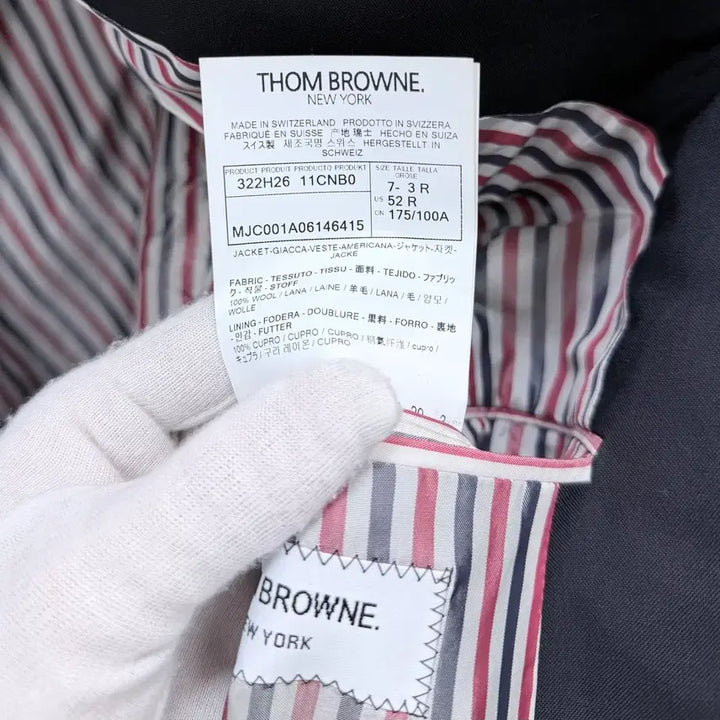 THOM BROWNE.
NEW YORK
MADE IN SWITZERLAND PRODOTTO IN SVIZZERA
FABRIQUÉ EN SUISSE 产地 瑞士 HECHO EN SUIZA
スイス製 제조국명 스위스 HERGESTELLT IN
SCHWEIZ
PRODUCT PRODUIT PRODUCTO PRODUKT
322H26 11CNB0
MJC001A06146415
SIZE TAILLE TALLA
GRÖSE
7- 3 R
US 52 R
CN 175/100A
JACKET-GIACCA-VESTE-AMERICANA-ジャケット-자켓-
JACKE
FABRIC - TESSUTO - TISSU - 面料 - TEJIDO - ファブリッ
ク - 직물 - STOFF
100% WOOL / LANA / LAINE / 羊毛 / LANA / 毛 / 양모 /
WOLLE
LINING - FODERA - DOUBLURE - 里料 - FORRO - 裏地
- 안감 - FUTTER
100% CUPRO / CUPRO / CUPRO / / cupro /
キュプラ / 구리 레이온 / CUPRO
BROWNE.
YORK